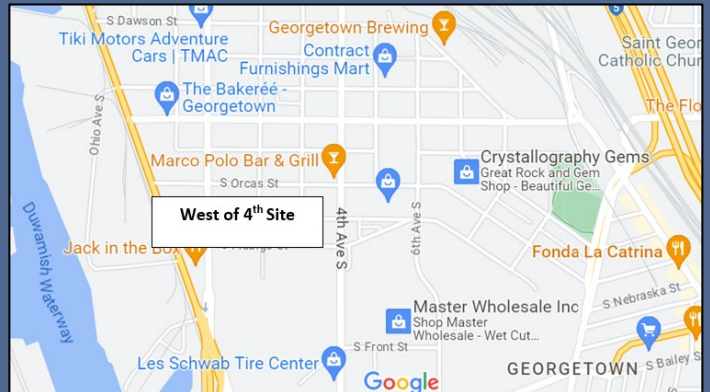 S Dawson St
Georgetown Brewing
Tiki Motors Adventure
Cars | TMAC
Contract
Furnishings Mart
Saint Geor
Catholic Chur
The Bakeréé -
Georgetown
The Flo
Ohio Ave S
Marco Polo Bar & Grill
Crystallography Gems
Great Rock and Gem
Shop - Beautiful Ge...
S Orcas St
West of 4th Site
4th Ave S
6th Ave S
Duwamish Waterway
Jack in the Box
Fonda La Catrina
S Nebraska St
Master Wholesale Inc
Shop Master
Wholesale - Wet Cut...
S Front St
Les Schwab Tire Center
GEORGETOWN
S Bailey S
Google
5